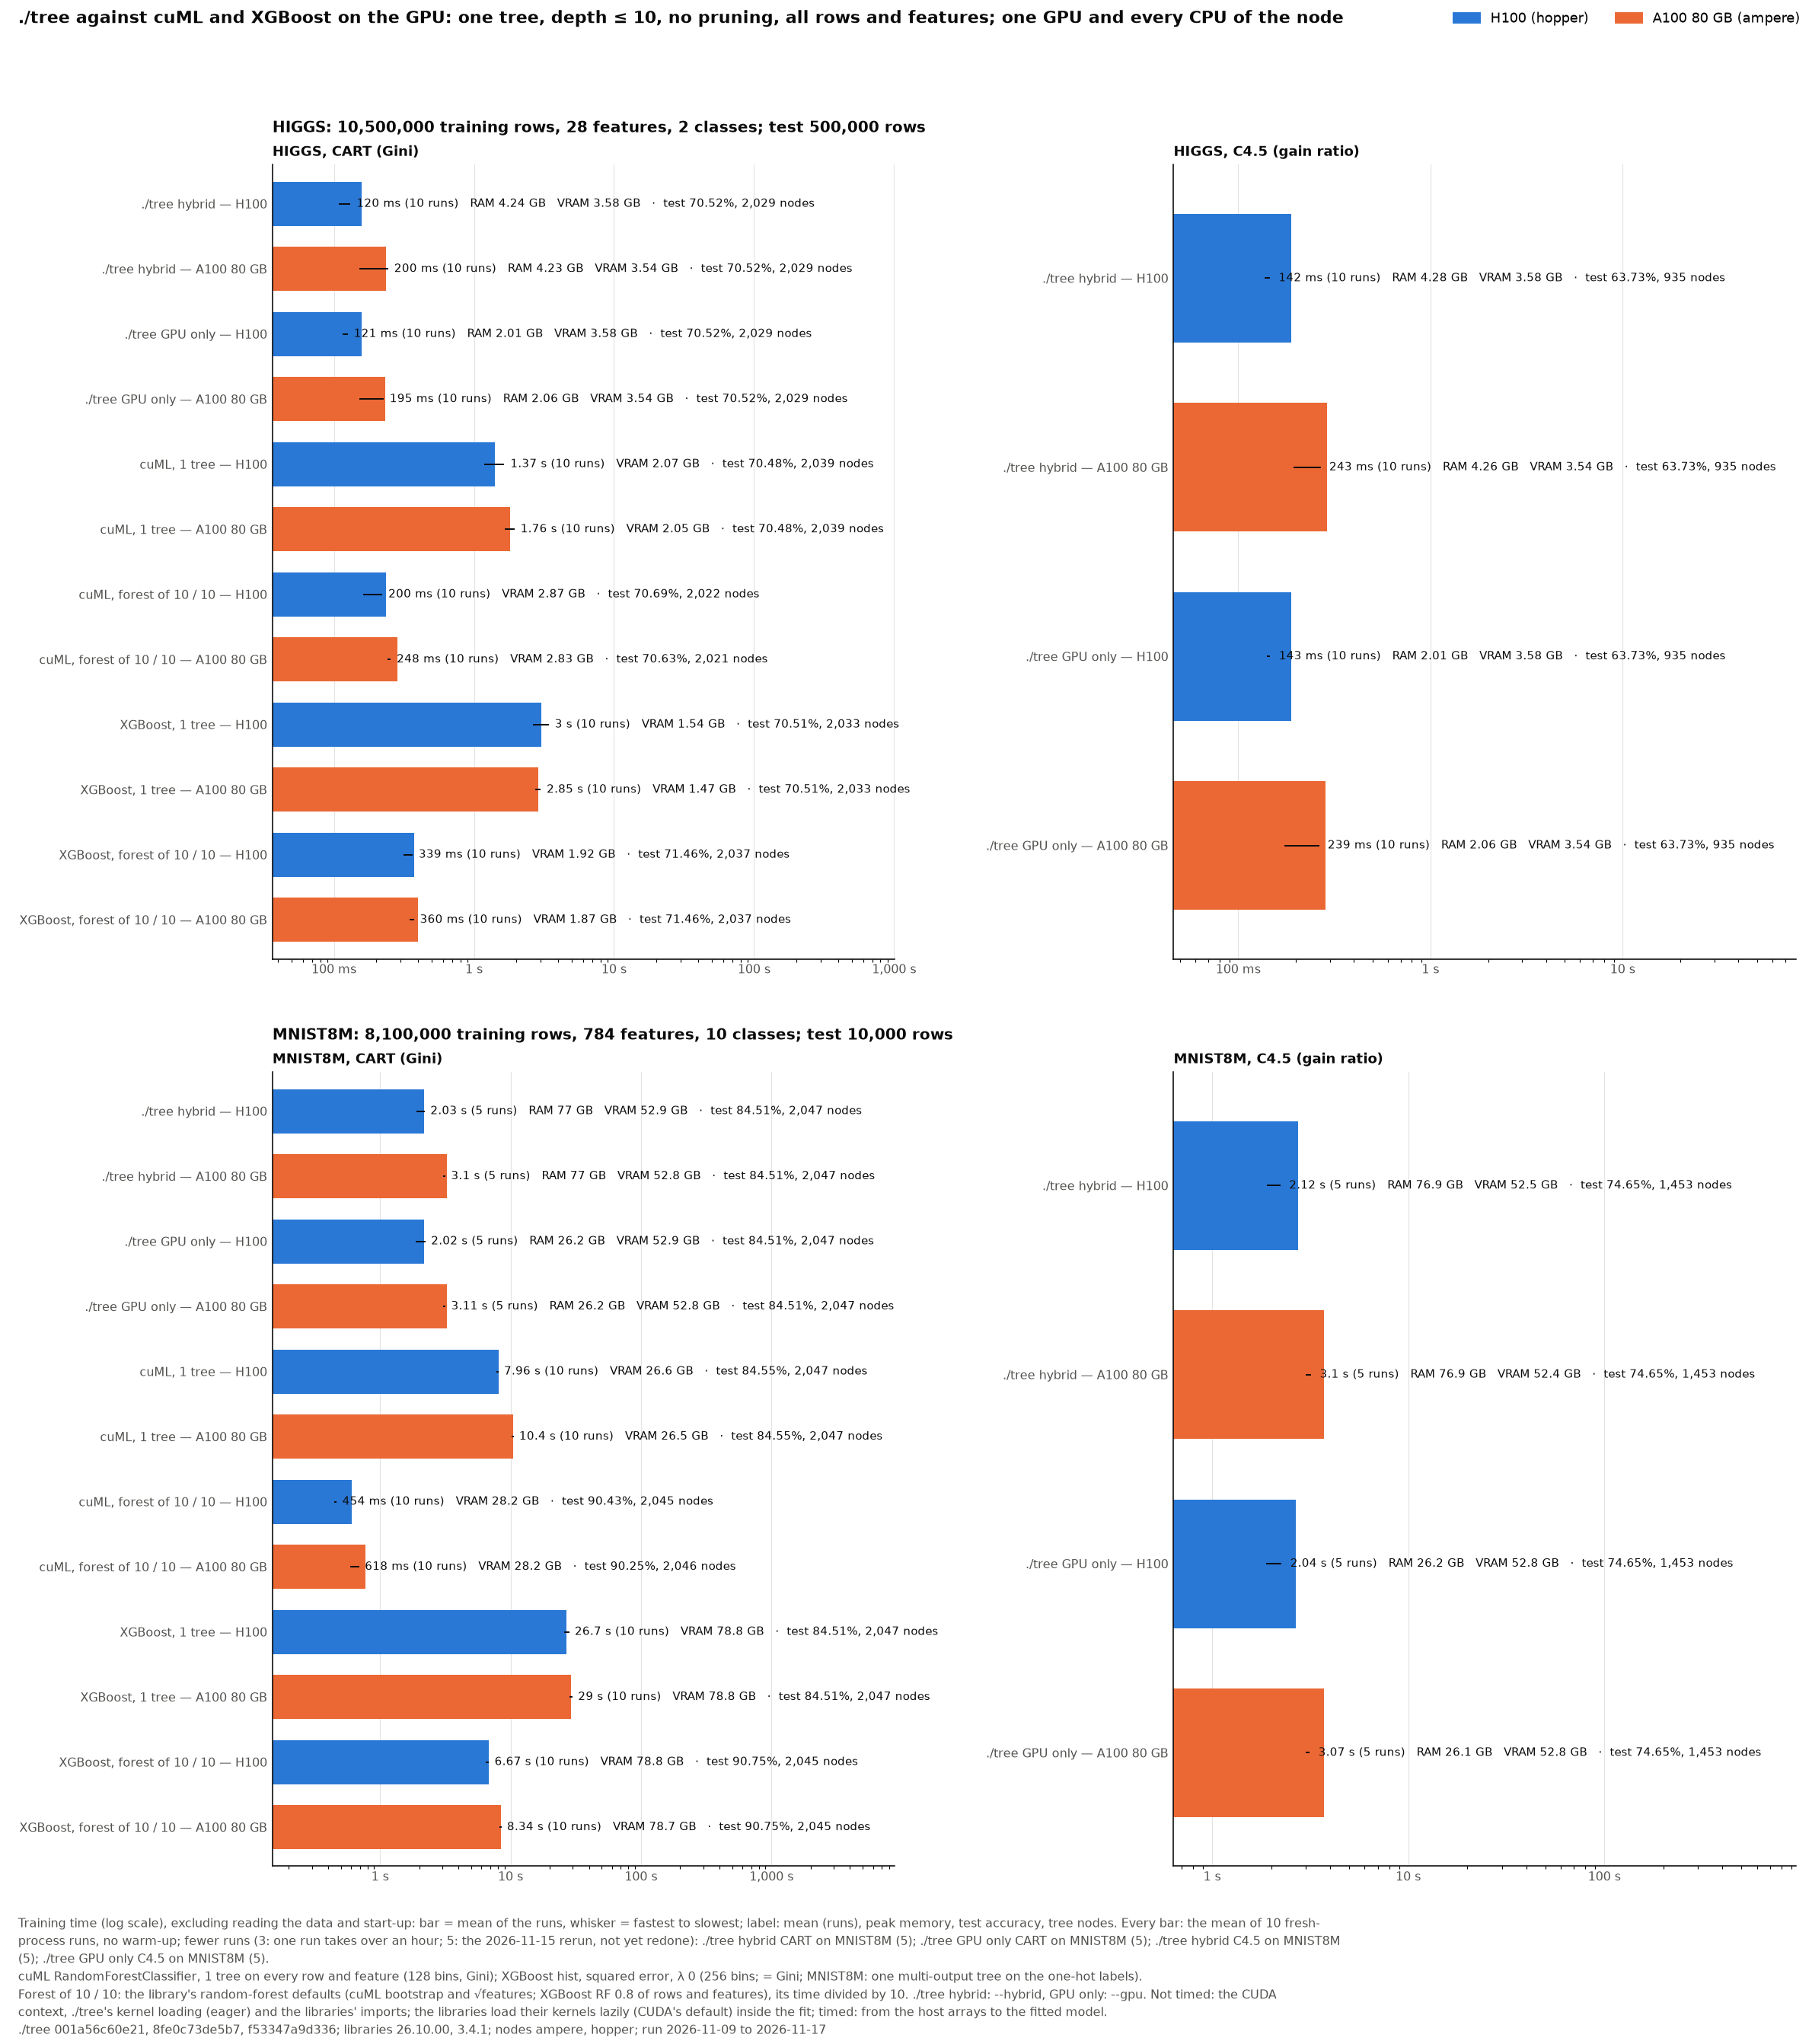 ./tree against cuML and XGBoost on the GPU: one tree, depth ≤ 10, no pruning, all rows and features; one GPU and every CPU of the node
H100 (hopper)
A100 80 GB (ampere)
HIGGS: 10,500,000 training rows, 28 features, 2 classes; test 500,000 rows
HIGGS, CART (Gini)
./tree hybrid — H100
120 ms (10 runs) RAM 4.24 GB VRAM 3.58 GB · test 70.52%, 2,029 nodes
./tree hybrid — A100 80 GB
200 ms (10 runs) RAM 4.23 GB VRAM 3.54 GB · test 70.52%, 2,029 nodes
./tree GPU only — H100
121 ms (10 runs) RAM 2.01 GB VRAM 3.58 GB · test 70.52%, 2,029 nodes
./tree GPU only — A100 80 GB
195 ms (10 runs) RAM 2.06 GB VRAM 3.54 GB · test 70.52%, 2,029 nodes
cuML, 1 tree — H100
1.37 s (10 runs) VRAM 2.07 GB · test 70.48%, 2,039 nodes
cuML, 1 tree — A100 80 GB
1.76 s (10 runs) VRAM 2.05 GB · test 70.48%, 2,039 nodes
cuML, forest of 10 / 10 — H100
200 ms (10 runs) VRAM 2.87 GB · test 70.69%, 2,022 nodes
cuML, forest of 10 / 10 — A100 80 GB
248 ms (10 runs) VRAM 2.83 GB · test 70.63%, 2,021 nodes
XGBoost, 1 tree — H100
3 s (10 runs) VRAM 1.54 GB · test 70.51%, 2,033 nodes
XGBoost, 1 tree — A100 80 GB
2.85 s (10 runs) VRAM 1.47 GB · test 70.51%, 2,033 nodes
XGBoost, forest of 10 / 10 — H100
339 ms (10 runs) VRAM 1.92 GB · test 71.46%, 2,037 nodes
XGBoost, forest of 10 / 10 — A100 80 GB
360 ms (10 runs) VRAM 1.87 GB · test 71.46%, 2,037 nodes
100 ms 1 s 10 s 100 s 1,000 s
HIGGS, C4.5 (gain ratio)
./tree hybrid — H100
142 ms (10 runs) RAM 4.28 GB VRAM 3.58 GB · test 63.73%, 935 nodes
./tree hybrid — A100 80 GB
243 ms (10 runs) RAM 4.26 GB VRAM 3.54 GB · test 63.73%, 935 nodes
./tree GPU only — H100
143 ms (10 runs) RAM 2.01 GB VRAM 3.58 GB · test 63.73%, 935 nodes
./tree GPU only — A100 80 GB
239 ms (10 runs) RAM 2.06 GB VRAM 3.54 GB · test 63.73%, 935 nodes
100 ms 1 s 10 s
MNIST8M: 8,100,000 training rows, 784 features, 10 classes; test 10,000 rows
MNIST8M, CART (Gini)
./tree hybrid — H100
2.03 s (5 runs) RAM 77 GB VRAM 52.9 GB · test 84.51%, 2,047 nodes
./tree hybrid — A100 80 GB
3.1 s (5 runs) RAM 77 GB VRAM 52.8 GB · test 84.51%, 2,047 nodes
./tree GPU only — H100
2.02 s (5 runs) RAM 26.2 GB VRAM 52.9 GB · test 84.51%, 2,047 nodes
./tree GPU only — A100 80 GB
3.11 s (5 runs) RAM 26.2 GB VRAM 52.8 GB · test 84.51%, 2,047 nodes
cuML, 1 tree — H100
7.96 s (10 runs) VRAM 26.6 GB · test 84.55%, 2,047 nodes
cuML, 1 tree — A100 80 GB
10.4 s (10 runs) VRAM 26.5 GB · test 84.55%, 2,047 nodes
cuML, forest of 10 / 10 — H100
454 ms (10 runs) VRAM 28.2 GB · test 90.43%, 2,045 nodes
cuML, forest of 10 / 10 — A100 80 GB
618 ms (10 runs) VRAM 28.2 GB · test 90.25%, 2,046 nodes
XGBoost, 1 tree — H100
26.7 s (10 runs) VRAM 78.8 GB · test 84.51%, 2,047 nodes
XGBoost, 1 tree — A100 80 GB
29 s (10 runs) VRAM 78.8 GB · test 84.51%, 2,047 nodes
XGBoost, forest of 10 / 10 — H100
6.67 s (10 runs) VRAM 78.8 GB · test 90.75%, 2,045 nodes
XGBoost, forest of 10 / 10 — A100 80 GB
8.34 s (10 runs) VRAM 78.7 GB · test 90.75%, 2,045 nodes
1 s 10 s 100 s 1,000 s
MNIST8M, C4.5 (gain ratio)
./tree hybrid — H100
2.12 s (5 runs) RAM 76.9 GB VRAM 52.5 GB · test 74.65%, 1,453 nodes
./tree hybrid — A100 80 GB
3.1 s (5 runs) RAM 76.9 GB VRAM 52.4 GB · test 74.65%, 1,453 nodes
./tree GPU only — H100
2.04 s (5 runs) RAM 26.2 GB VRAM 52.8 GB · test 74.65%, 1,453 nodes
./tree GPU only — A100 80 GB
3.07 s (5 runs) RAM 26.1 GB VRAM 52.8 GB · test 74.65%, 1,453 nodes
1 s 10 s 100 s
Training time (log scale), excluding reading the data and start-up: bar = mean of the runs, whisker = fastest to slowest; label: mean (runs), peak memory, test accuracy, tree nodes. Every bar: the mean of 10 fresh-
process runs, no warm-up; fewer runs (3: one run takes over an hour; 5: the 2026-11-15 rerun, not yet redone): ./tree hybrid CART on MNIST8M (5); ./tree GPU only CART on MNIST8M (5); ./tree hybrid C4.5 on MNIST8M
(5); ./tree GPU only C4.5 on MNIST8M (5).
cuML RandomForestClassifier, 1 tree on every row and feature (128 bins, Gini); XGBoost hist, squared error, λ 0 (256 bins; = Gini; MNIST8M: one multi-output tree on the one-hot labels).
Forest of 10 / 10: the library's random-forest defaults (cuML bootstrap and √features; XGBoost RF 0.8 of rows and features), its time divided by 10. ./tree hybrid: --hybrid, GPU only: --gpu. Not timed: the CUDA
context, ./tree's kernel loading (eager) and the libraries' imports; the libraries load their kernels lazily (CUDA's default) inside the fit; timed: from the host arrays to the fitted model.
./tree 001a56c60e21, 8fe0c73de5b7, f53347a9d336; libraries 26.10.00, 3.4.1; nodes ampere, hopper; run 2026-11-09 to 2026-11-17